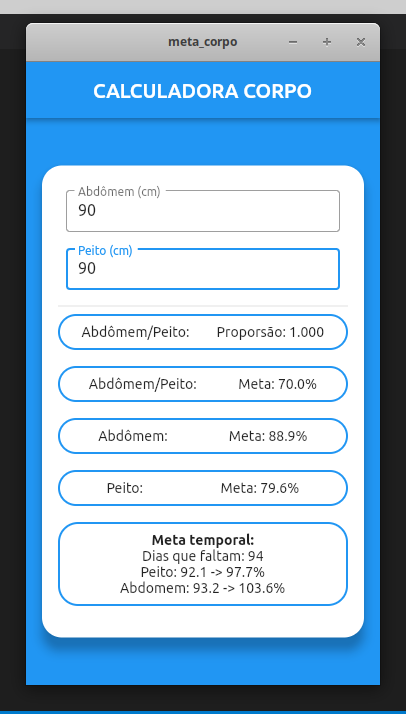 meta_corpo
CALCULADORA CORPO
Abdômem (cm)
90
Peito (cm)
90
Abdômem/Peito: Proporsão: 1.000
Abdômem/Peito: Meta: 70.0%
Abdômem: Meta: 88.9%
Peito: Meta: 79.6%
Meta temporal:
Dias que faltam: 94
Peito: 92.1 -> 97.7%
Abdomem: 93.2 -> 103.6%